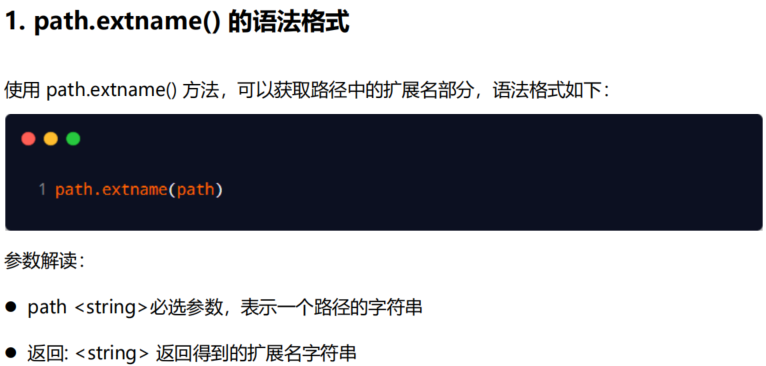 1. path.extname() 的语法格式
使用 path.extname() 方法，可以获取路径中的扩展名部分，语法格式如下：
1 path.extname(path)
参数解读：
● path <string>必选参数，表示一个路径的字符串
● 返回: <string> 返回得到的扩展名字符串